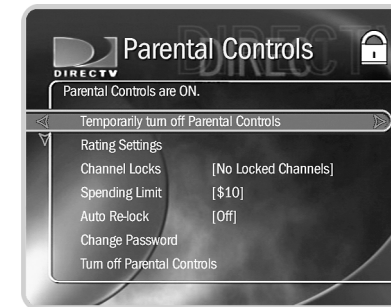 Parental Controls
DIRECTV
Parental Controls are ON.
Temporarily turn off Parental Controls
Rating Settings
Channel Locks [No Locked Channels]
Spending Limit [$10]
Auto Re-lock [Off]
Change Password
Turn off Parental Controls